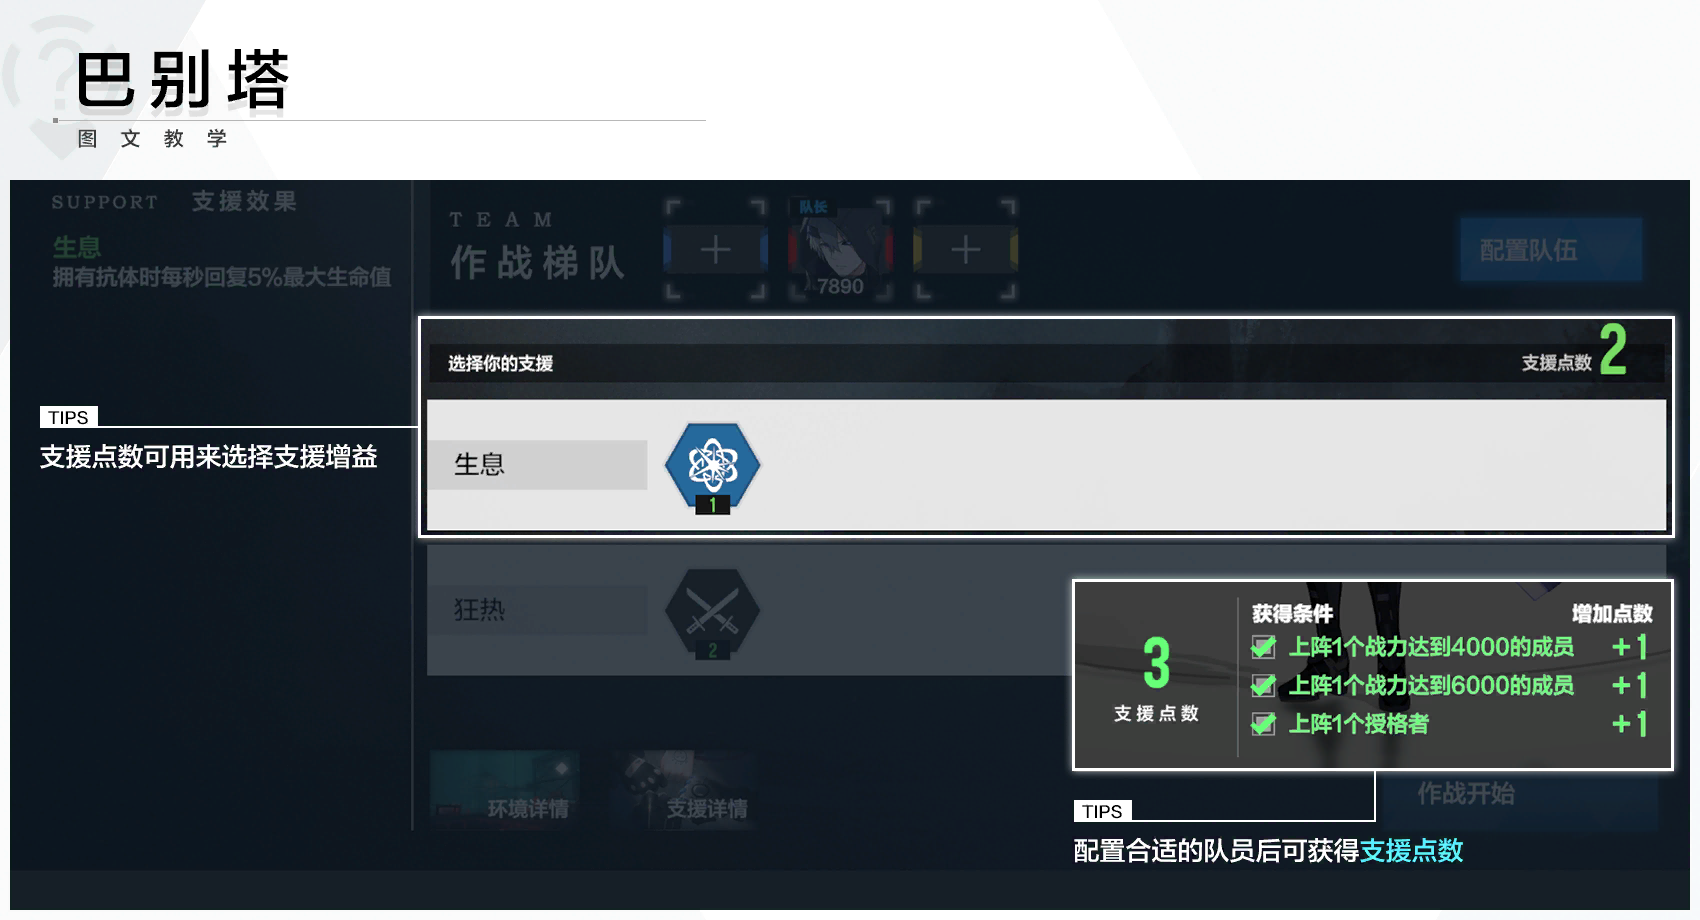 巴别塔
图文教学
SUPPORT 支援效果
生息
拥有抗体时每秒回复5%最大生命值
TEAM
作战梯队
队长
7890
配置队伍
选择你的支援
支援点数 2
TIPS
支援点数可用来选择支援增益
生息
1
狂热
2
3
支援点数
获得条件 增加点数
上阵1个战力达到4000的成员 +1
上阵1个战力达到6000的成员 +1
上阵1个授格者 +1
环境详情
支援详情
作战开始
TIPS
配置合适的队员后可获得支援点数